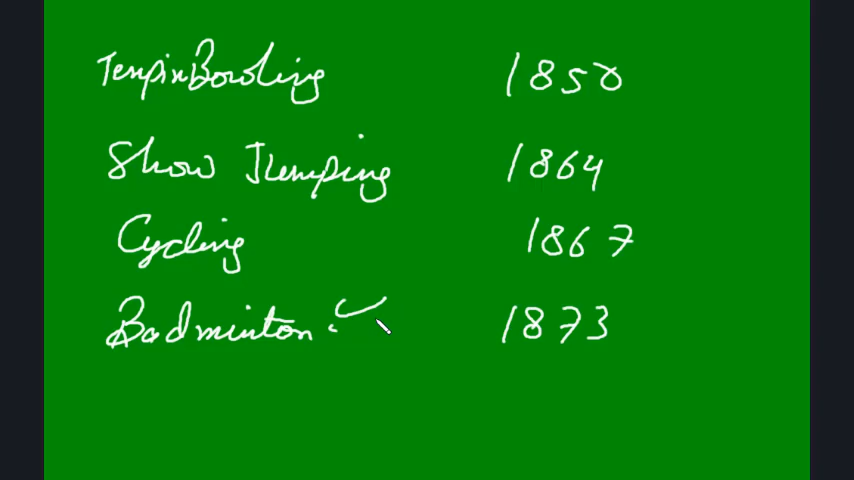 TenpinBowling 1850
Show Jumping 1864
Cycling 1867
Badminton 1873